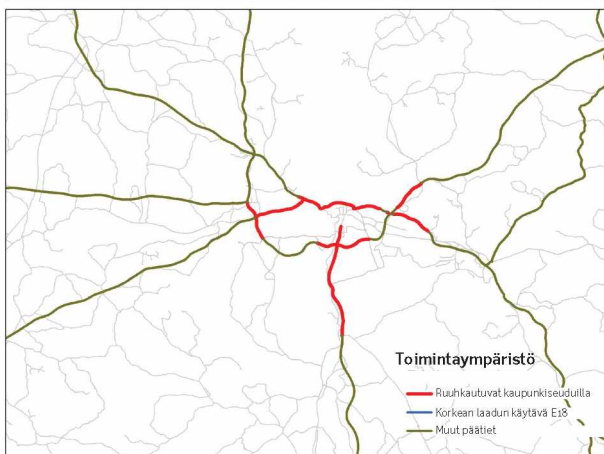 Toimintaympäristö
Ruuhkautuvat kaupunkiseuduilla
Korkean laadun käytävä E18
Muut päätiet